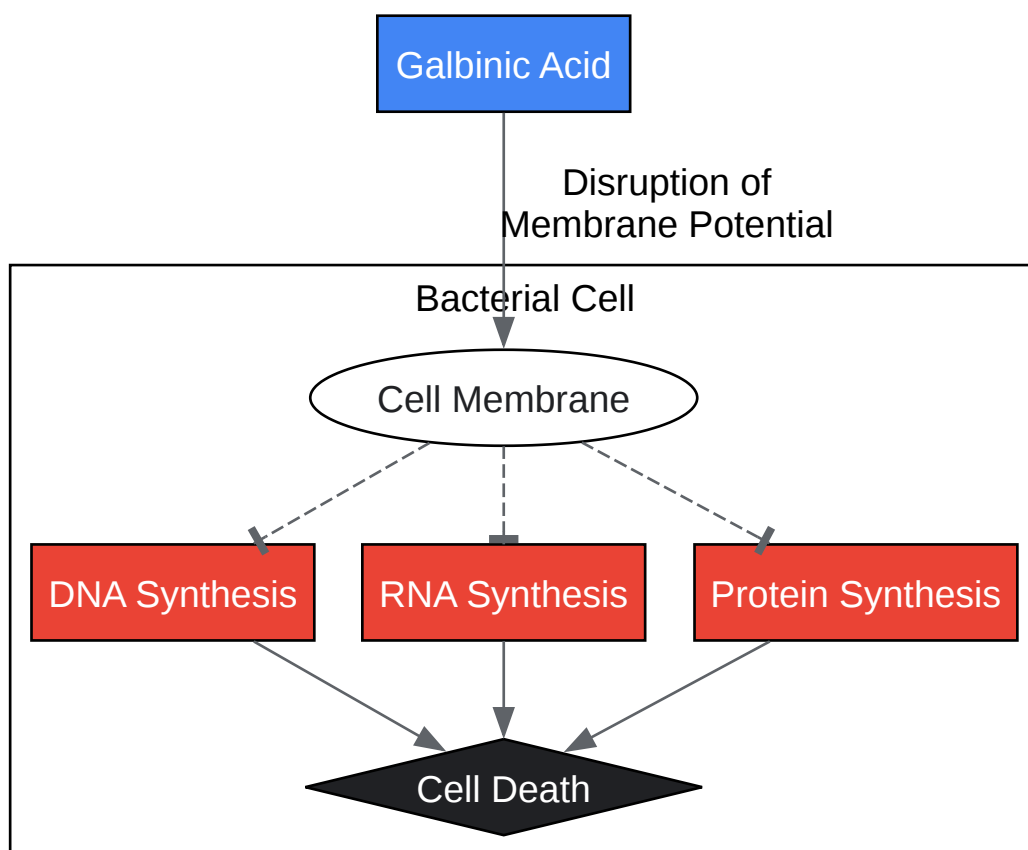 Galbinic Acid
Disruption of
Membrane Potential
Bacterial Cell
Cell Membrane
DNA Synthesis
RNA Synthesis
Protein Synthesis
Cell Death